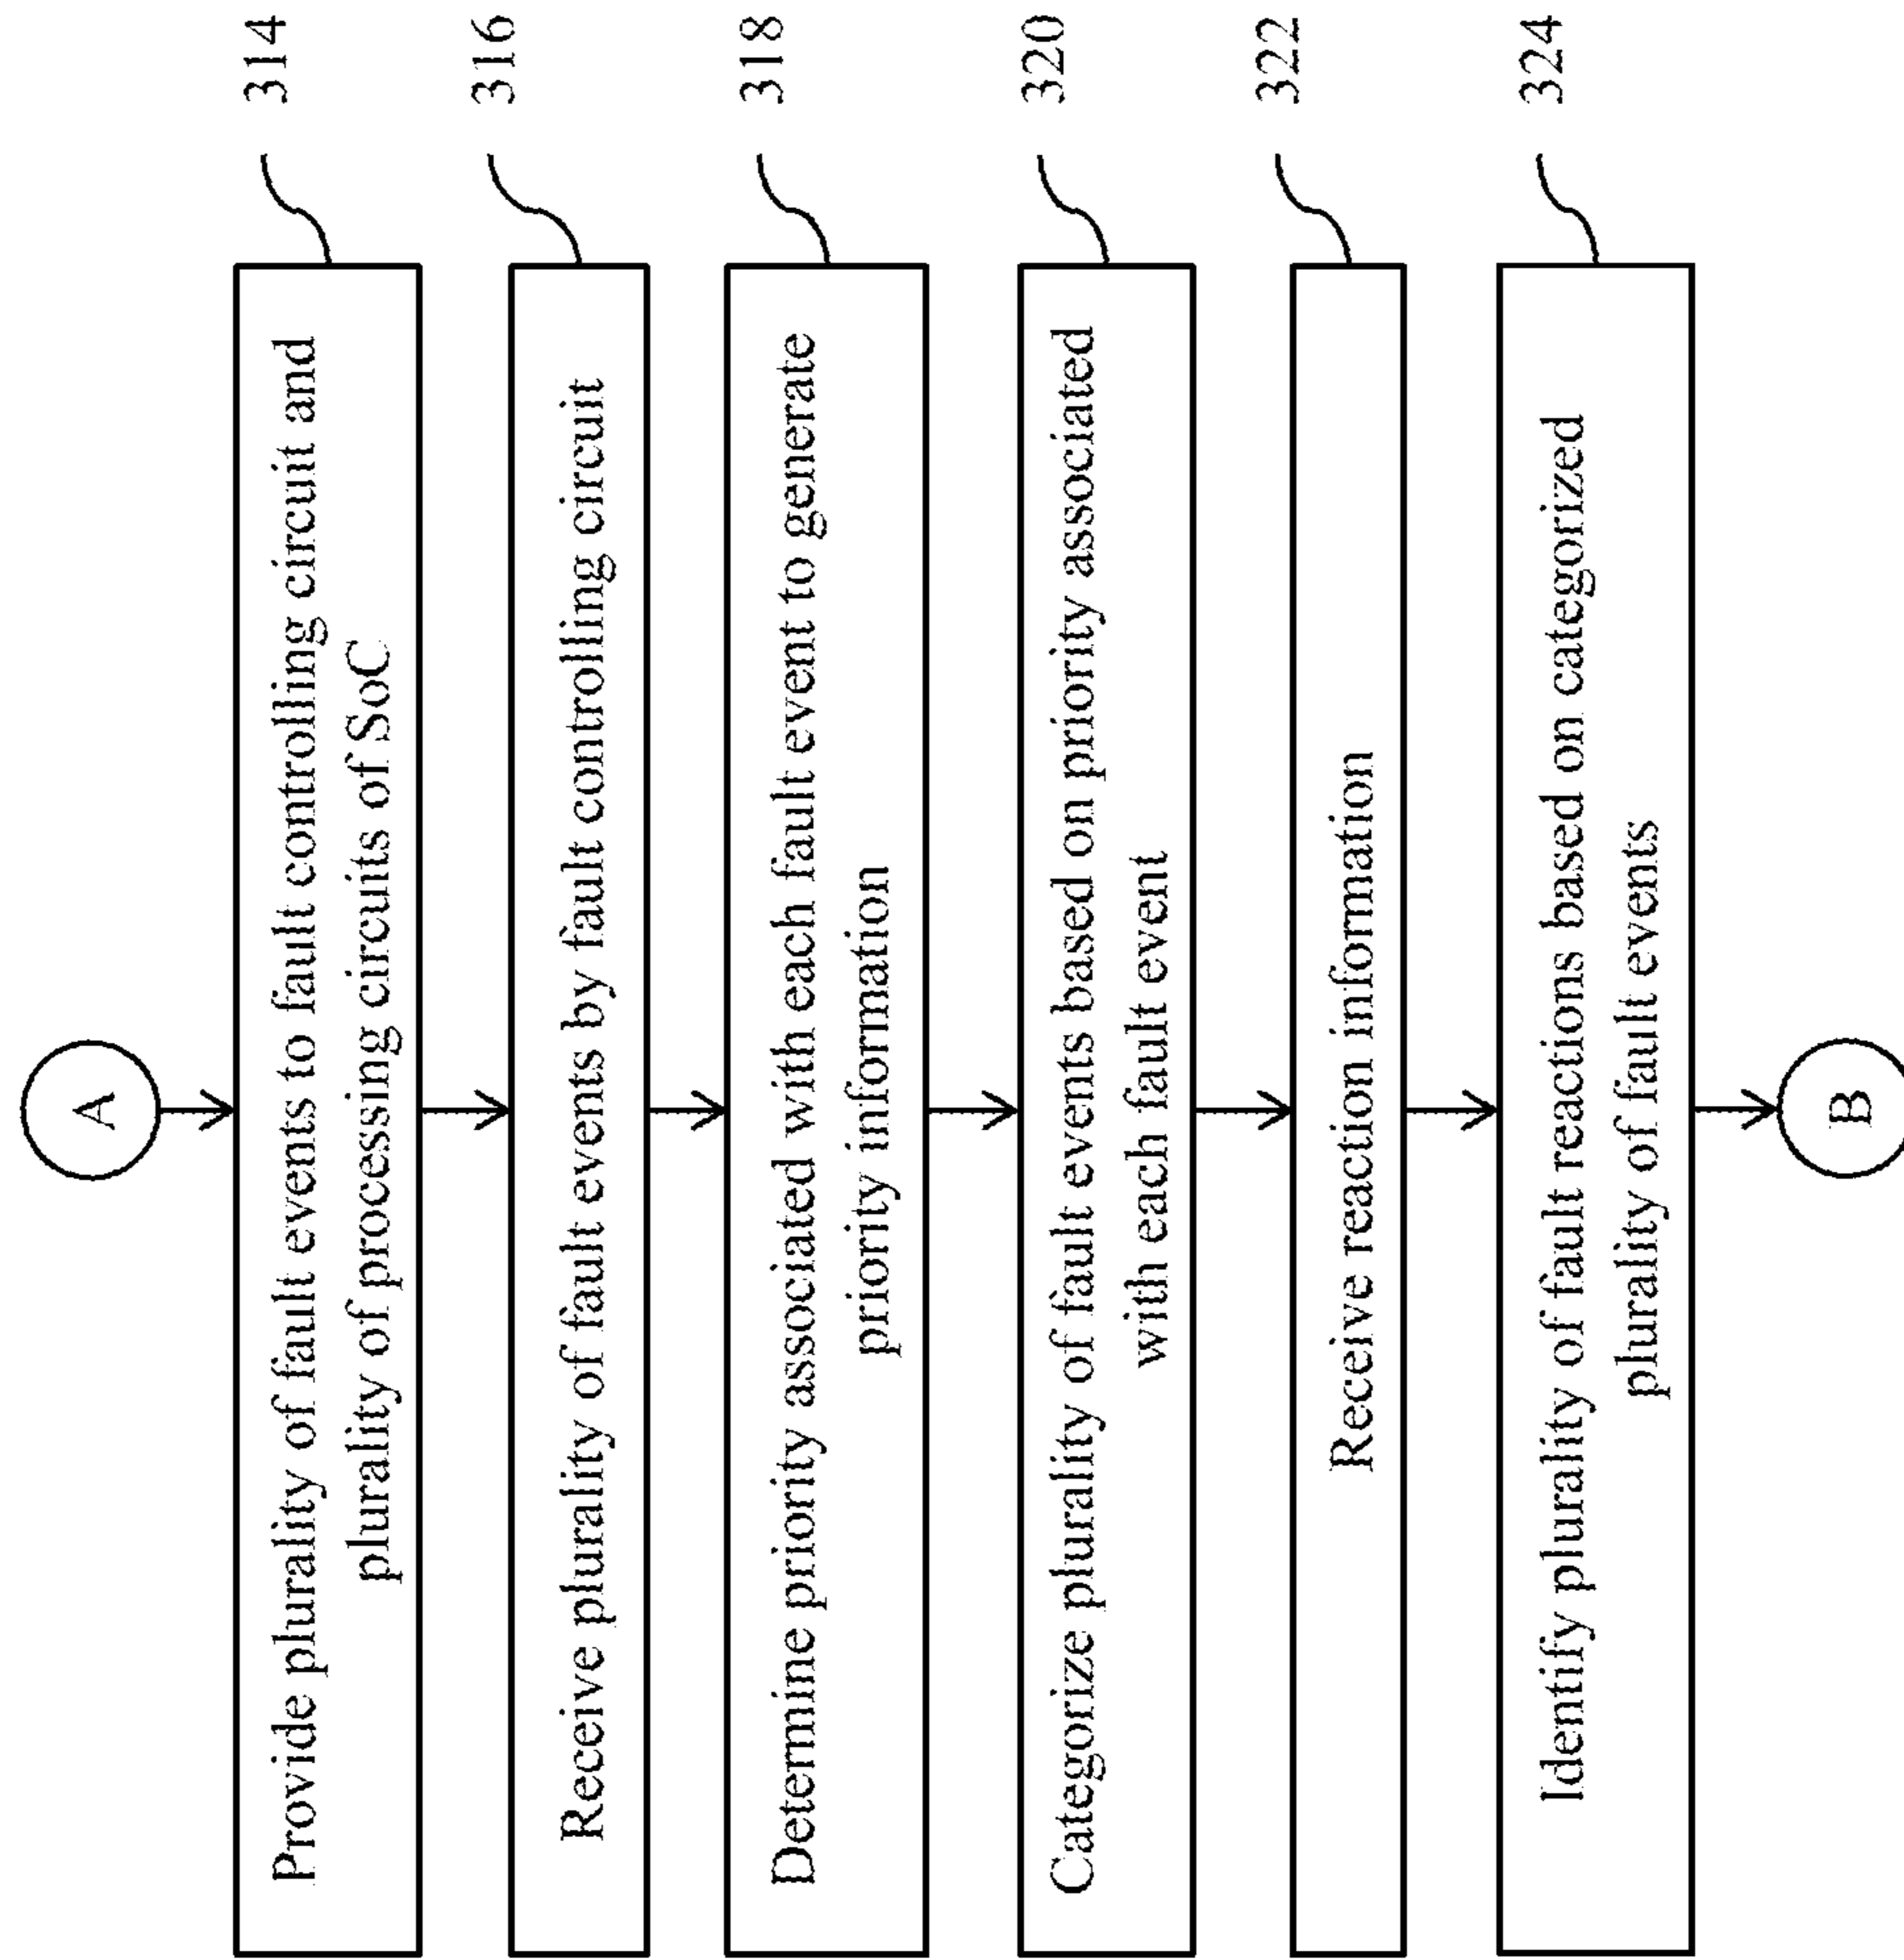 A
314
Provide plurality of fault events to fault controlling circuit and
plurality of processing circuits of SoC
316
Receive plurality of fault events by fault controlling circuit
318
Determine priority associated with each fault event to generate
priority information
320
Categorize plurality of fault events based on priority associated
with each fault event
322
Receive reaction information
324
Identify plurality of fault reactions based on categorized
plurality of fault events
B